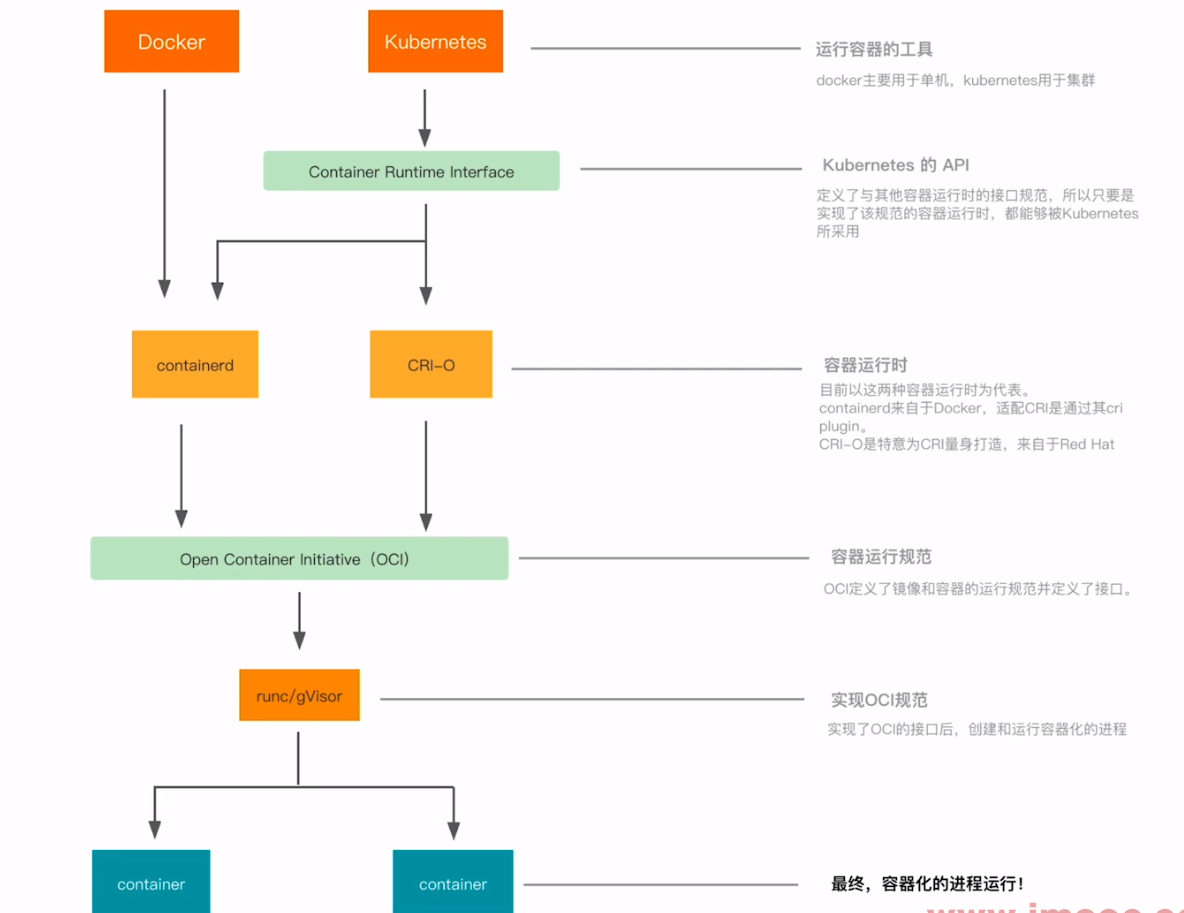 Docker
Kubernetes
运行容器的工具
docker主要用于单机，kubernetes用于集群
Container Runtime Interface
Kubernetes 的 API
定义了与其他容器运行时的接口规范，所以只要是
实现了该规范的容器运行时，都能够被Kubernetes
所采用
containerd
CRI-O
容器运行时
目前以这两种容器运行时为代表。
containerd来自于Docker，适配CRI是通过其cri
plugin。
CRI-O是特意为CRI量身打造，来自于Red Hat
Open Container Initiative（OCI）
容器运行规范
OCI定义了镜像和容器的运行规范并定义了接口。
runc/gVisor
实现OCI规范
实现了OCI的接口后，创建和运行容器化的进程
container
container
最终，容器化的进程运行！